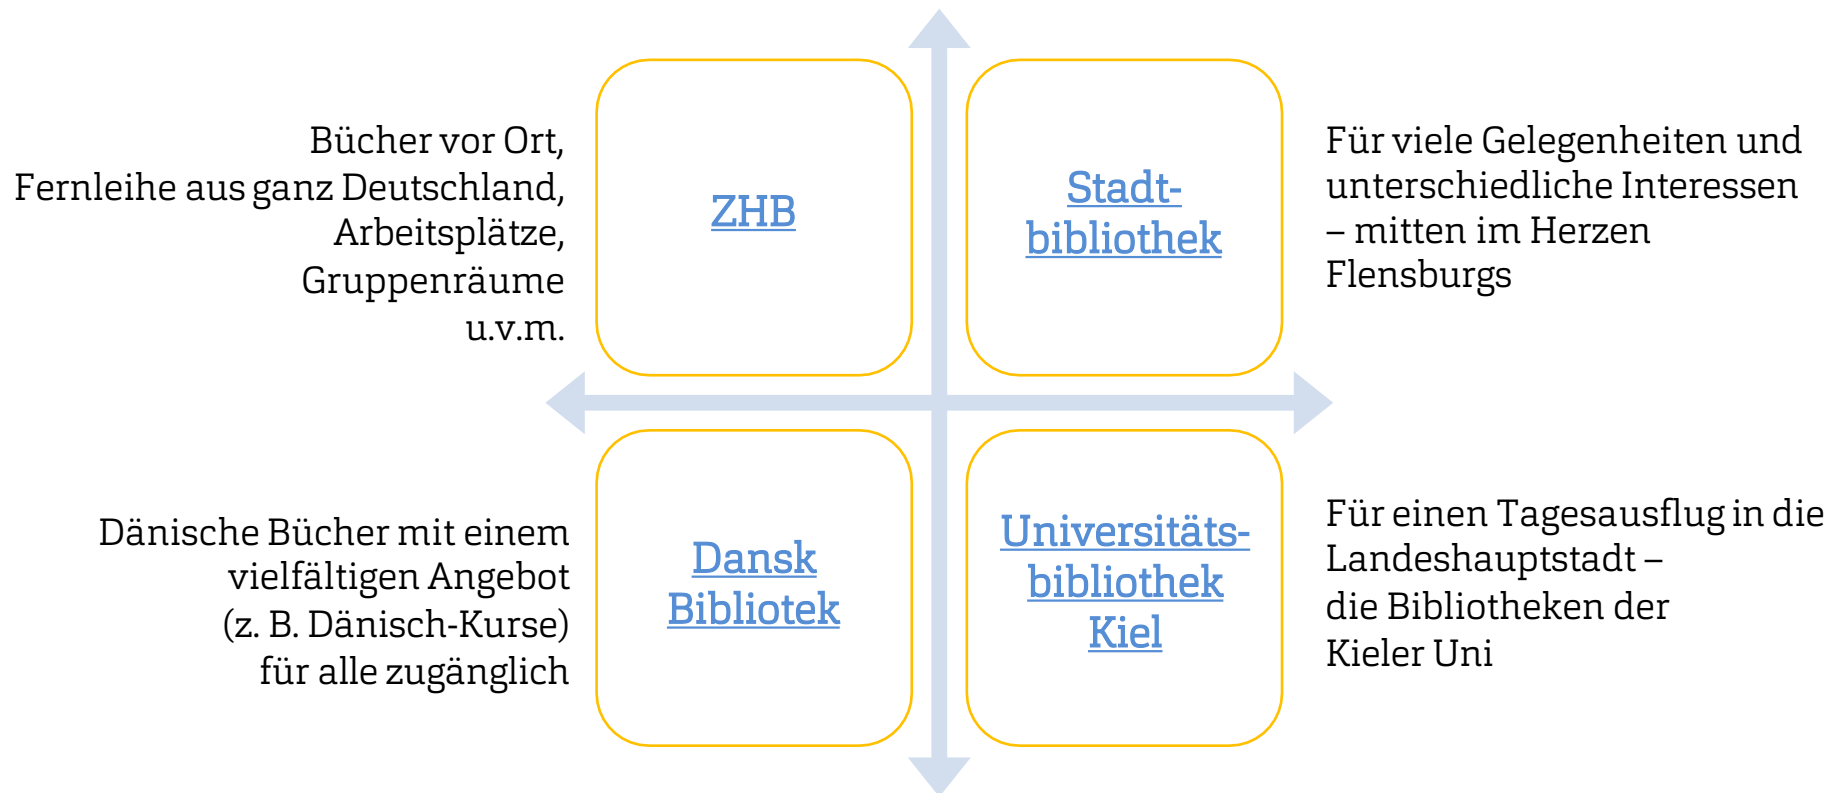 Bücher vor Ort,
Fernleihe aus ganz Deutschland,
Arbeitsplätze,
Gruppenräume
u.v.m.
ZHB
Stadt-
bibliothek
Für viele Gelegenheiten und
unterschiedliche Interessen
– mitten im Herzen
Flensburgs
Dänische Bücher mit einem
vielfältigen Angebot
(z. B. Dänisch-Kurse)
für alle zugänglich
Dansk
Bibliotek
Universitäts-
bibliothek
Kiel
Für einen Tagesausflug in die
Landeshauptstadt –
die Bibliotheken der
Kieler Uni